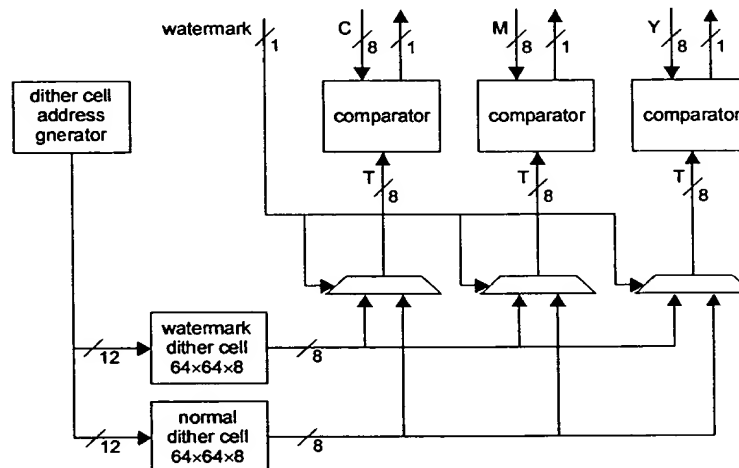 watermark 1 C 8 1 M 8 1 Y 8 1
dither cell
address
gnerator
comparator comparator comparator
T 8 T 8 T 8
12 watermark
dither cell
64×64×8 8
12 normal
dither cell
64×64×8 8